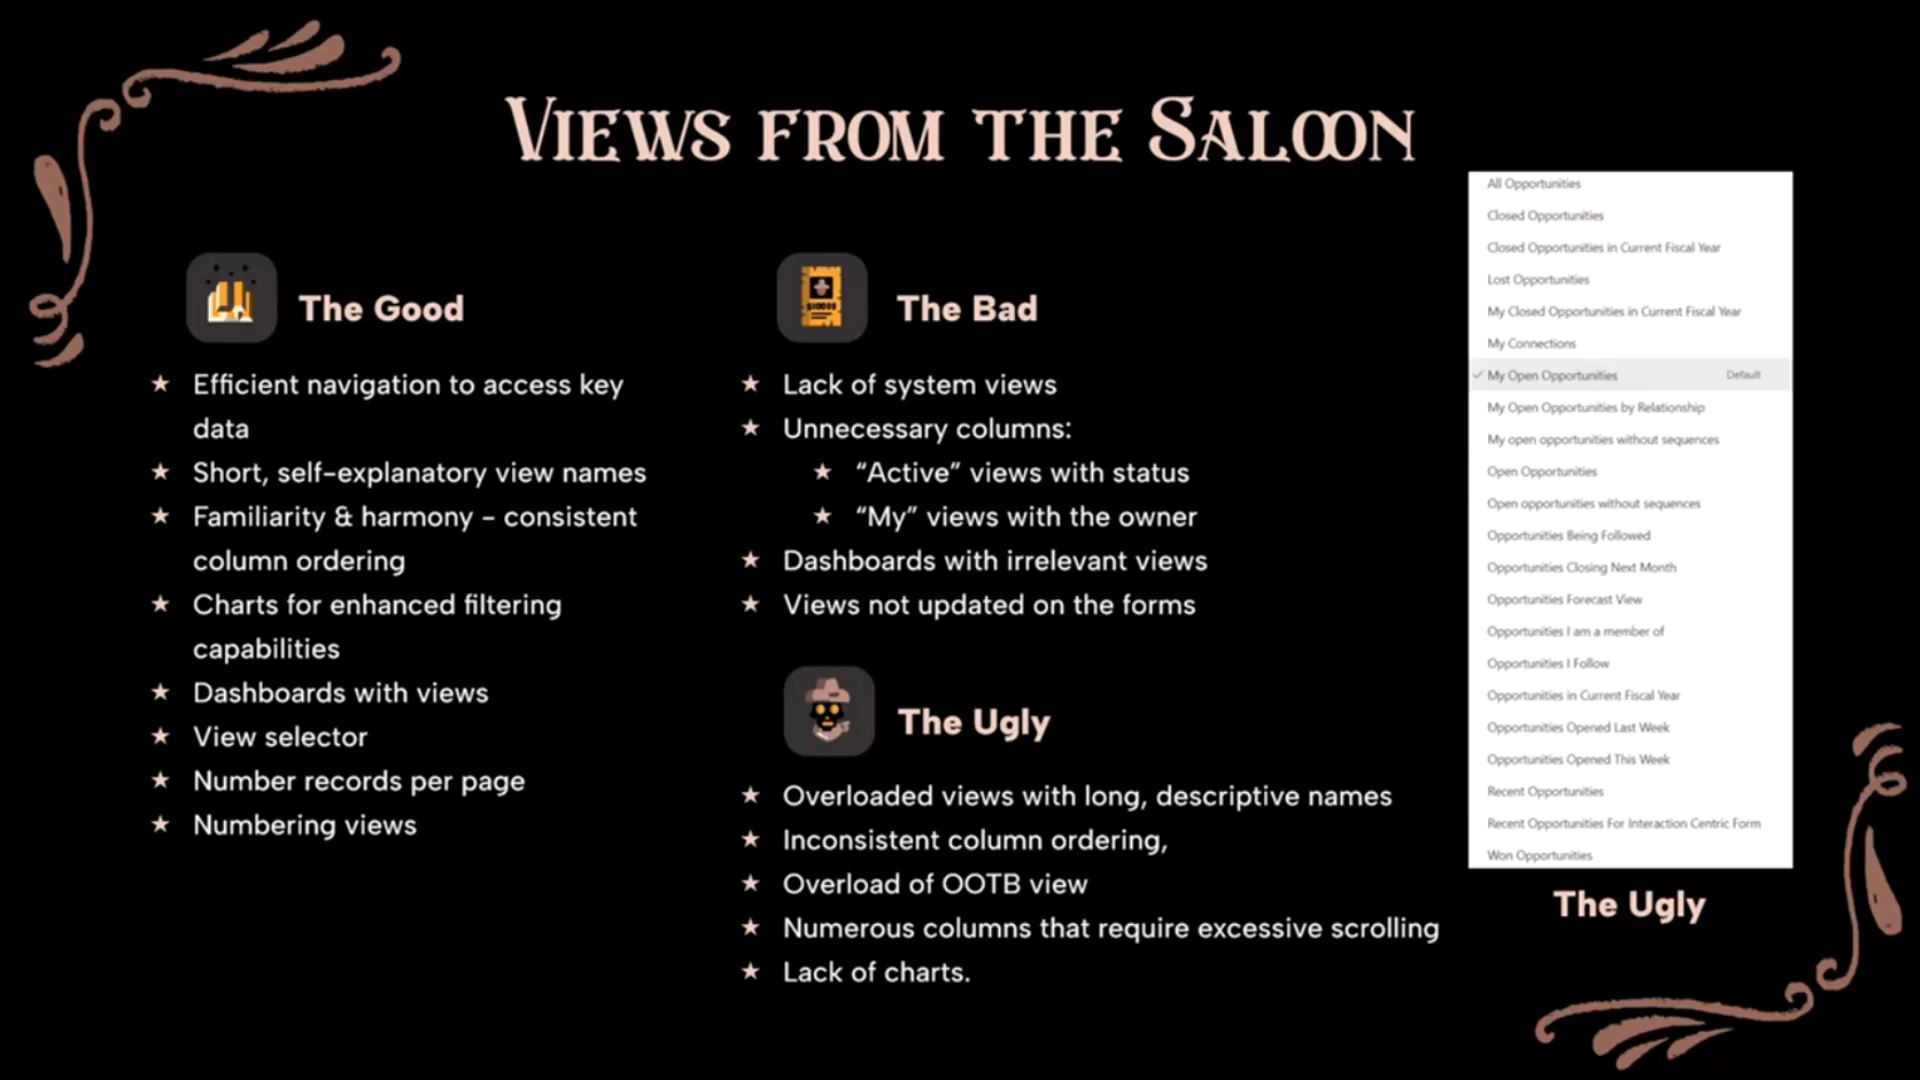 Views from the Saloon
The Good
★ Efficient navigation to access key
data
★ Short, self-explanatory view names
★ Familiarity & harmony - consistent
column ordering
★ Charts for enhanced filtering
capabilities
★ Dashboards with views
★ View selector
★ Number records per page
★ Numbering views
The Bad
★ Lack of system views
★ Unnecessary columns:
★ “Active” views with status
★ “My” views with the owner
★ Dashboards with irrelevant views
★ Views not updated on the forms
The Ugly
★ Overloaded views with long, descriptive names
★ Inconsistent column ordering,
★ Overload of OOTB view
★ Numerous columns that require excessive scrolling
★ Lack of charts.
All Opportunities
Closed Opportunities
Closed Opportunities in Current Fiscal Year
Lost Opportunities
My Closed Opportunities in Current Fiscal Year
My Connections
My Open Opportunities Default
My Open Opportunities by Relationship
My open opportunities without sequences
Open Opportunities
Open opportunities without sequences
Opportunities Being Followed
Opportunities Closing Next Month
Opportunities Forecast View
Opportunities I am a member of
Opportunities I Follow
Opportunities in Current Fiscal Year
Opportunities Opened Last Week
Opportunities Opened This Week
Recent Opportunities
Recent Opportunities For Interaction Centric Form
Won Opportunities
The Ugly